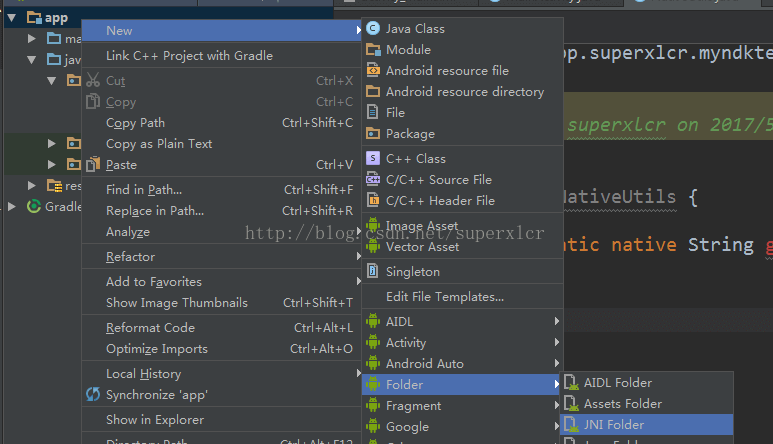 app
New
Link C++ Project with Gradle
Cut Ctrl+X
Copy Ctrl+C
Copy Path Ctrl+Shift+C
Copy as Plain Text
Paste Ctrl+V
Find in Path... Ctrl+Shift+F
Replace in Path... Ctrl+Shift+R
Analyze
Refactor
Add to Favorites
Show Image Thumbnails Ctrl+Shift+T
Reformat Code Ctrl+Alt+L
Optimize Imports Ctrl+Alt+O
Local History
Synchronize 'app'
Show in Explorer
Directory Path Ctrl+Alt+F12
ma
jav
res
Gradle
Java Class
Module
Android resource file
Android resource directory
File
Package
C++ Class
C/C++ Source File
C/C++ Header File
Image Asset
Vector Asset
Singleton
Edit File Templates...
AIDL
Activity
Android Auto
Folder
Fragment
Google
AIDL Folder
Assets Folder
JNI Folder
op.superxlcr.myndkte
superxlcr on 2017/5
NativeUtils {
tic native String g
http://blog.csdn.net/superxlcr